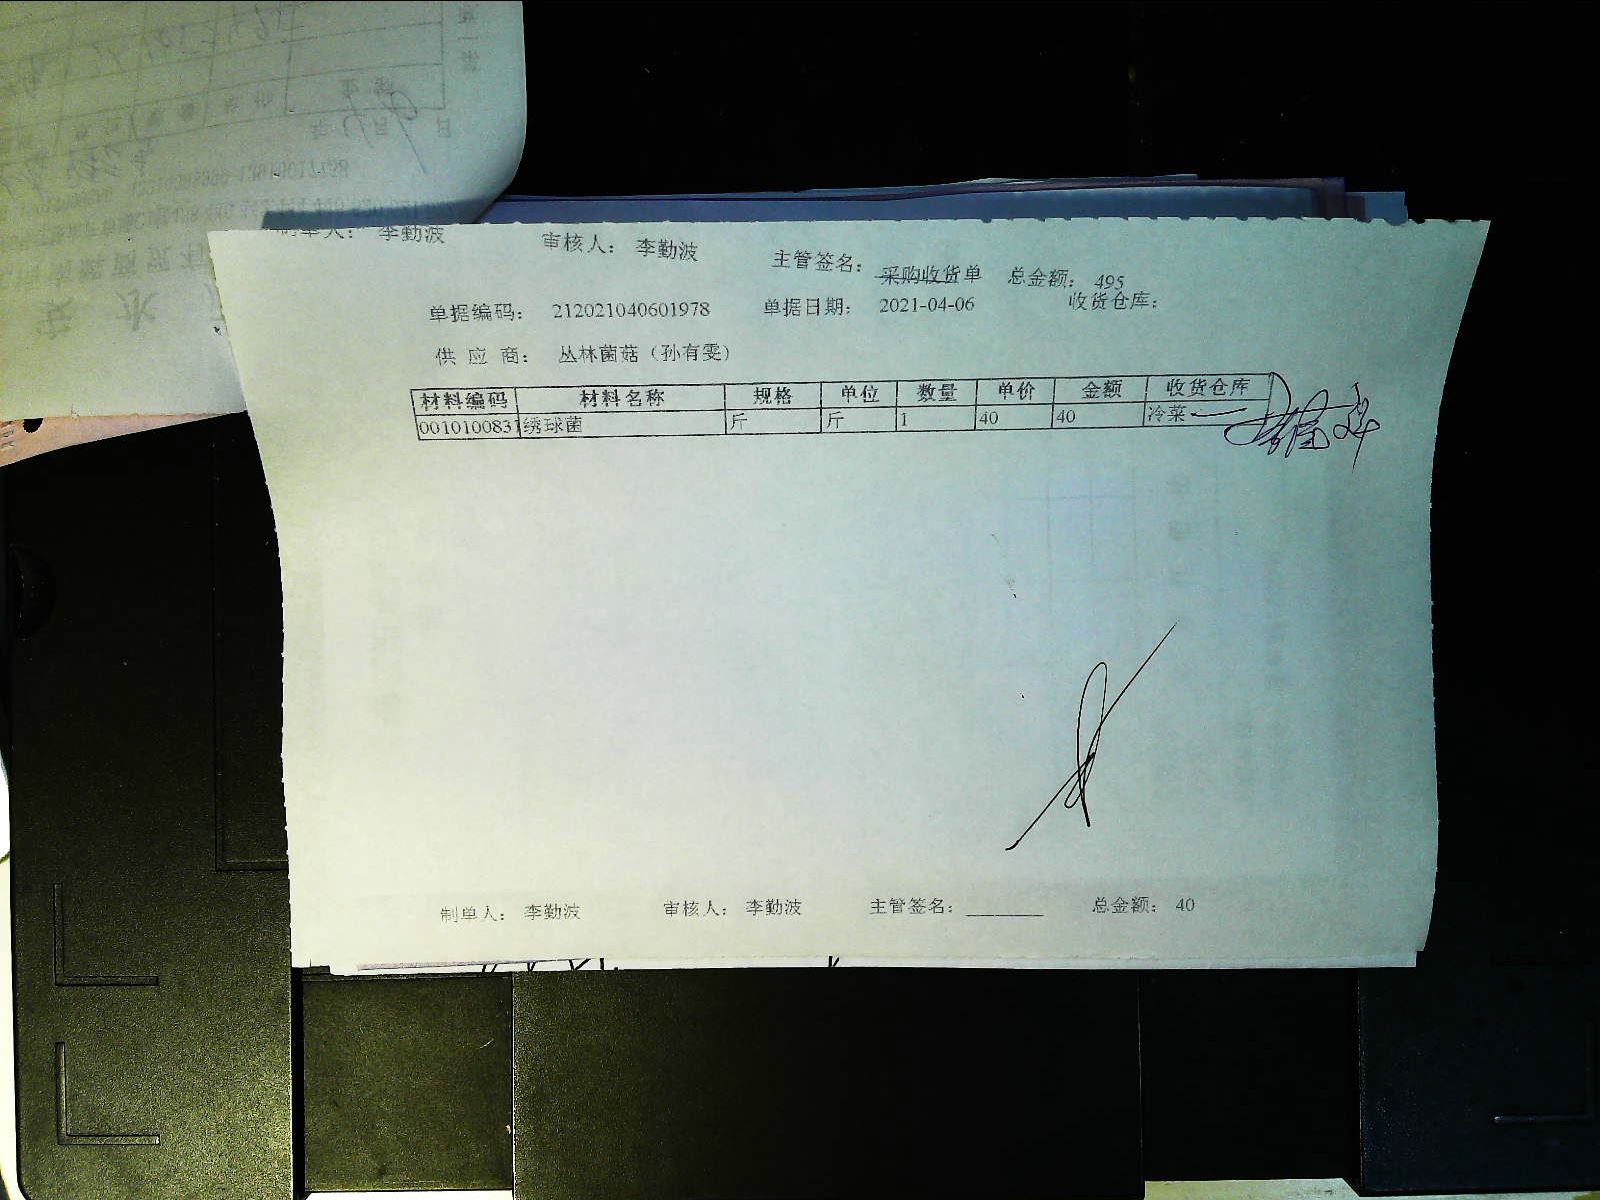 制单人： 李勤波 审核人： 李勤波 主管签名： 采购收货单 总金额： 495
单据编码： 212021040601978 单据日期： 2021-04-06 收货仓库：
供 应 商： 丛林菌菇（孙有雯）
材料编码 材料名称 规格 单位 数量 单价 金额 收货仓库
0010100831 绣球菌 斤 斤 1 40 40 冷菜
制单人： 李勤波 审核人： 李勤波 主管签名：________ 总金额： 40